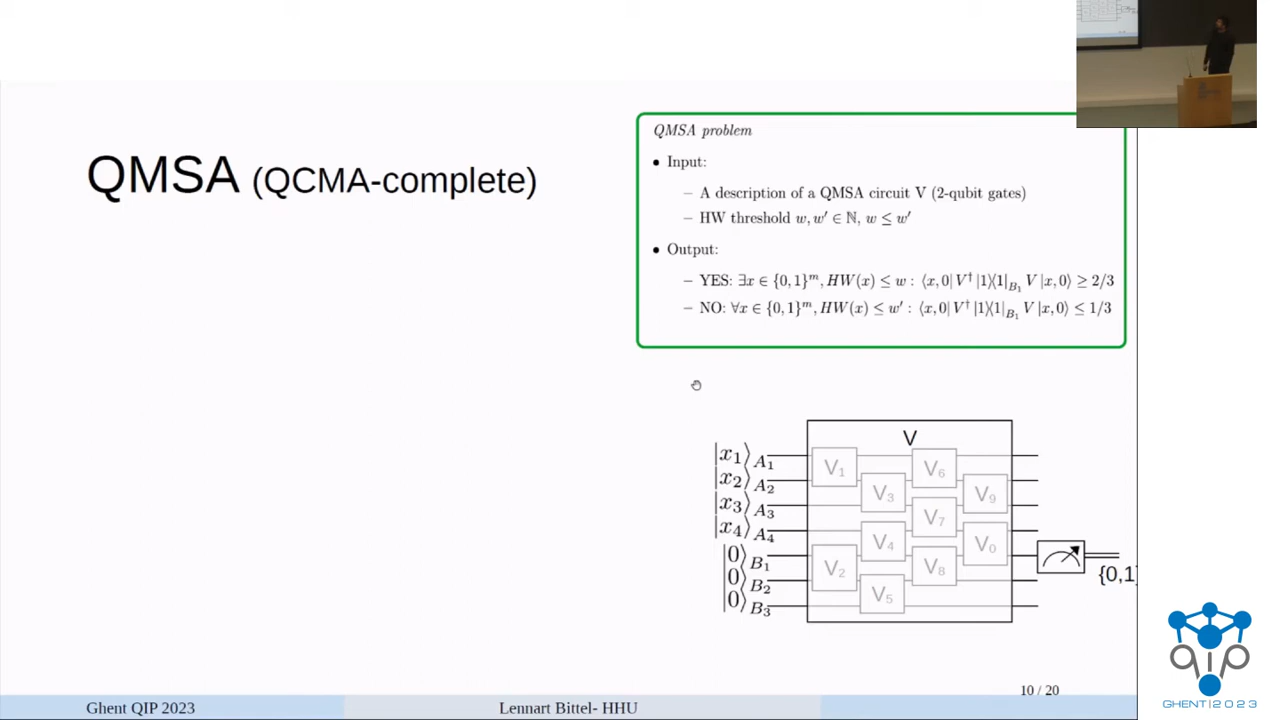 QMSA (QCMA-complete)
QMSA problem
• Input:
– A description of a QMSA circuit V (2-qubit gates)
– HW threshold w, w′ ∈ ℕ, w ≤ w′
• Output:
– YES: ∃x ∈ {0, 1}^m, HW(x) ≤ w : ⟨x, 0| V† |1⟩⟨1|_{B_1} V |x, 0⟩ ≥ 2/3
– NO: ∀x ∈ {0, 1}^m, HW(x) ≤ w′ : ⟨x, 0| V† |1⟩⟨1|_{B_1} V |x, 0⟩ ≤ 1/3
V
|x₁⟩_{A₁}
|x₂⟩_{A₂}
|x₃⟩_{A₃}
|x₄⟩_{A₄}
|0⟩_{B₁}
|0⟩_{B₂}
|0⟩_{B₃}
V₁
V₂
V₃
V₄
V₅
V₆
V₇
V₈
V₉
V₀
{0,1
10 / 20
Ghent QIP 2023
Lennart Bittel- HHU
qip
GHENT|2023